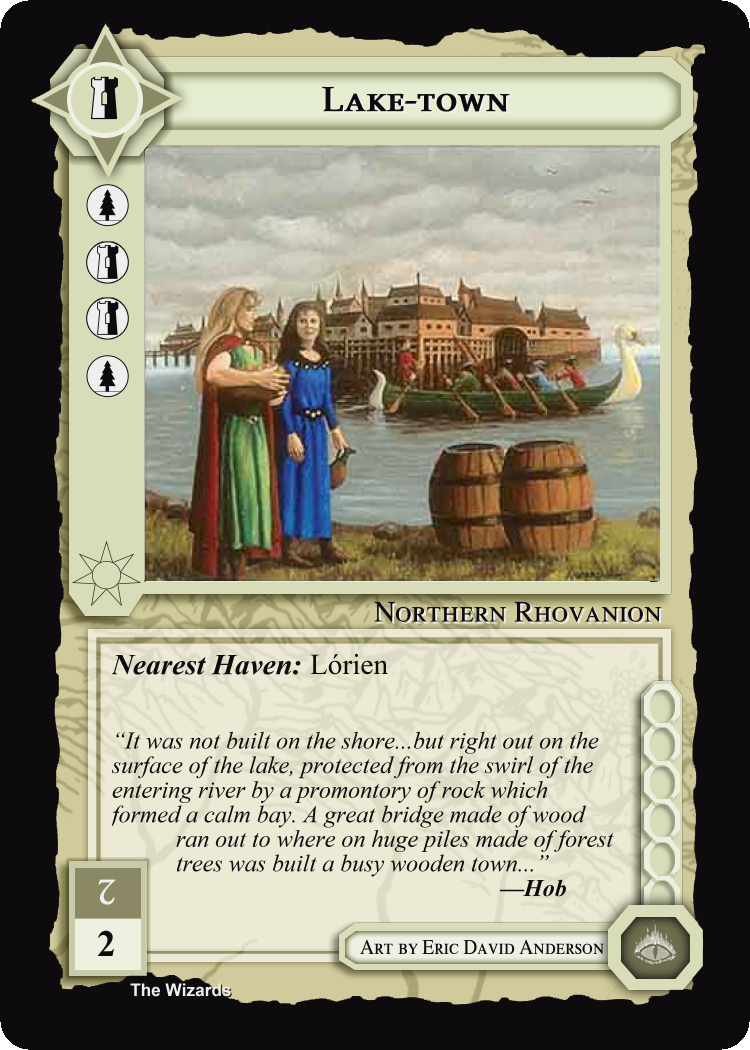 Lake-town
Northern Rhovanion
Nearest Haven: Lórien
“It was not built on the shore...but right out on the
surface of the lake, protected from the swirl of the
entering river by a promontory of rock which
formed a calm bay. A great bridge made of wood
ran out to where on huge piles made of forest
trees was built a busy wooden town...”
—Hob
2
2
Art by Eric David Anderson
The Wizards